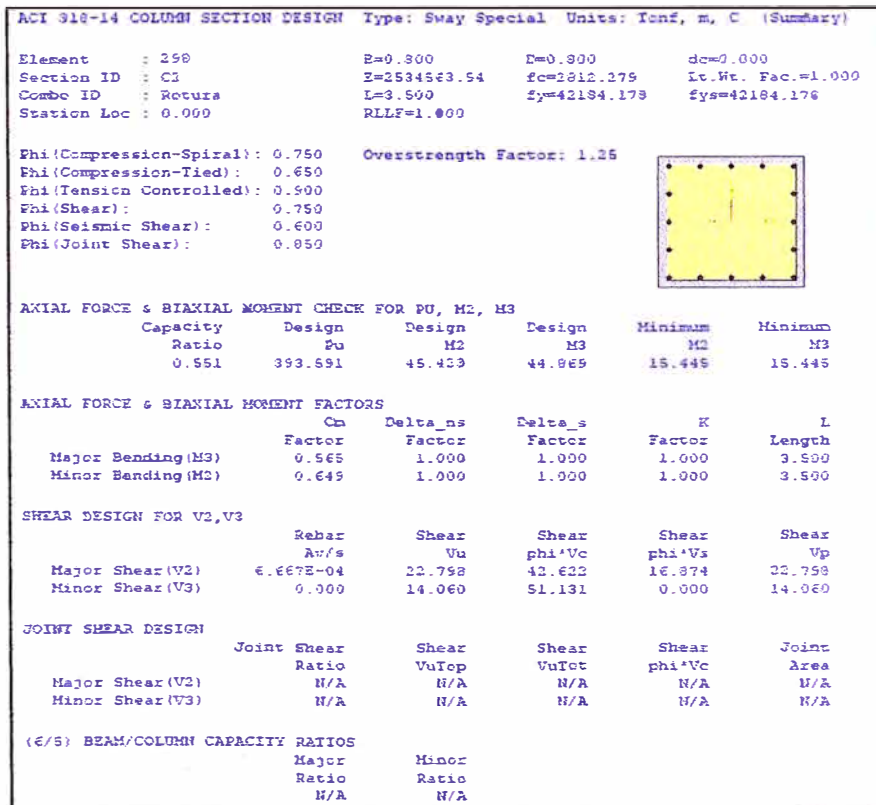 ACI 318-14 COLUMN SECTION DESIGN Type: Sway Special Units: Tonf, m, C (Summary)
Element : 298 B=0.800 D=0.800 dc=0.000
Section ID : C2 E=2534563.54 fc=2812.279 Lt.Wt. Fac.=1.000
Combo ID : Rotura L=3.500 fy=42184.178 fys=42184.178
Station Loc : 0.000 RLLF=1.000
Phi(Compression-Spiral): 0.750 Overstrength Factor: 1.25
Phi(Compression-Tied): 0.650
Phi(Tension Controlled): 0.900
Phi(Shear): 0.750
Phi(Seismic Shear): 0.600
Phi(Joint Shear): 0.850
AXIAL FORCE & BIAXIAL MOMENT CHECK FOR PU, M2, M3
Capacity Design Design Design Minimum Minimum
Ratio Pu M2 M3 M2 M3
0.551 393.591 45.439 44.869 15.445 15.445
AXIAL FORCE & BIAXIAL MOMENT FACTORS
Cm Delta_ns Delta_s K L
Factor Factor Factor Factor Length
Major Bending(M3) 0.565 1.000 1.000 1.000 3.500
Minor Bending(M2) 0.649 1.000 1.000 1.000 3.500
SHEAR DESIGN FOR V2,V3
Rebar Shear Shear Shear Shear
Av/s Vu phi*Vc phi*Vs Vp
Major Shear(V2) 6.667E-04 22.798 42.622 16.874 22.798
Minor Shear(V3) 0.000 14.060 51.131 0.000 14.060
JOINT SHEAR DESIGN
Joint Shear Shear Shear Shear Joint
Ratio VuTop VuTot phi*Vc Area
Major Shear(V2) N/A N/A N/A N/A N/A
Minor Shear(V3) N/A N/A N/A N/A N/A
(6/5) BEAM/COLUMN CAPACITY RATIOS
Major Minor
Ratio Ratio
N/A N/A